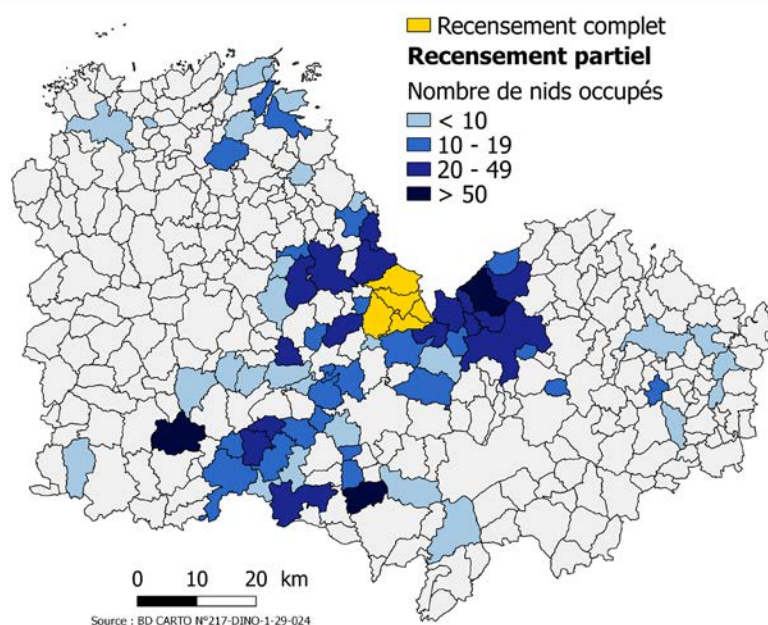 Recensement complet
Recensement partiel
Nombre de nids occupés
< 10
10 - 19
20 - 49
> 50
0 10 20 km
Source : BD CARTO N°217-DINO-1-29-024